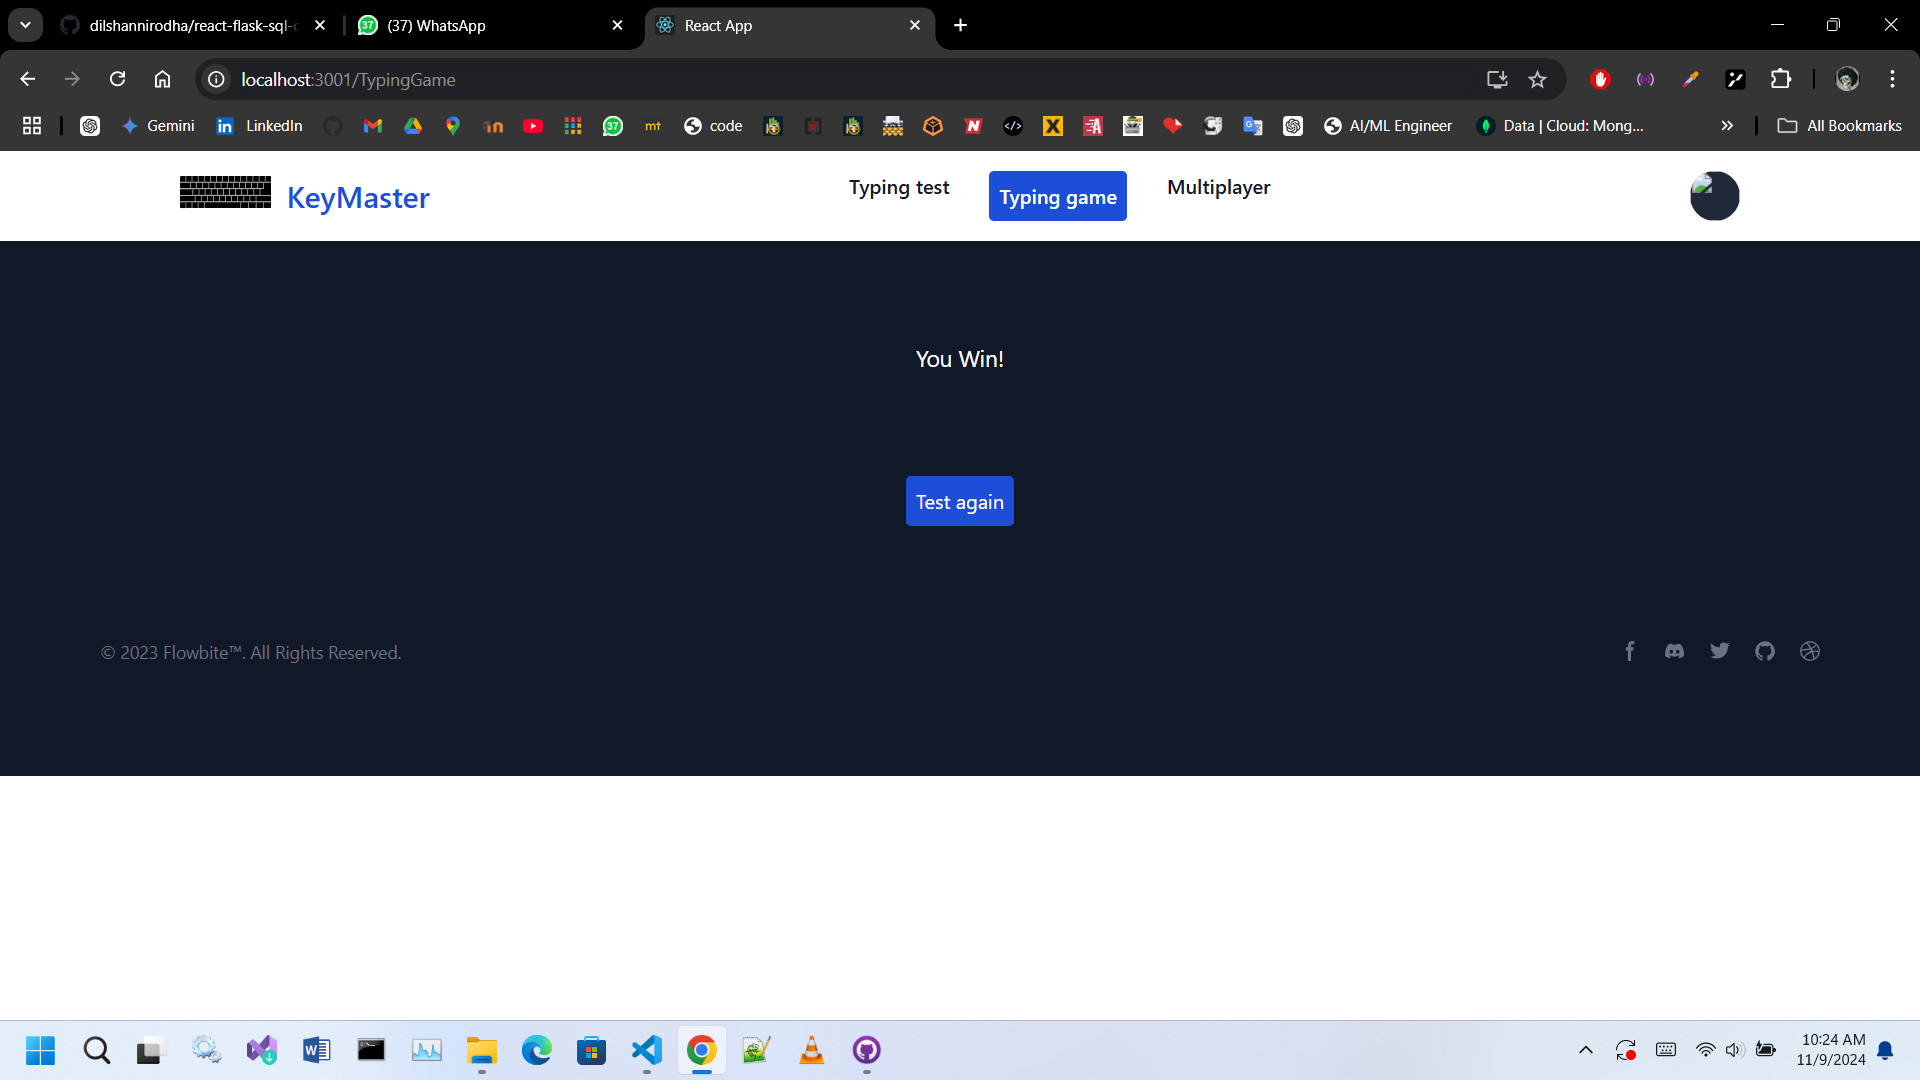 dilshannirodha/react-flask-sql-
(37) WhatsApp
React App
localhost:3001/TypingGame
Gemini
LinkedIn
37
mt
code
AI/ML Engineer
Data | Cloud: Mong...
All Bookmarks
KeyMaster
Typing test
Typing game
Multiplayer
You Win!
Test again
© 2023 Flowbite™. All Rights Reserved.
10:24 AM
11/9/2024